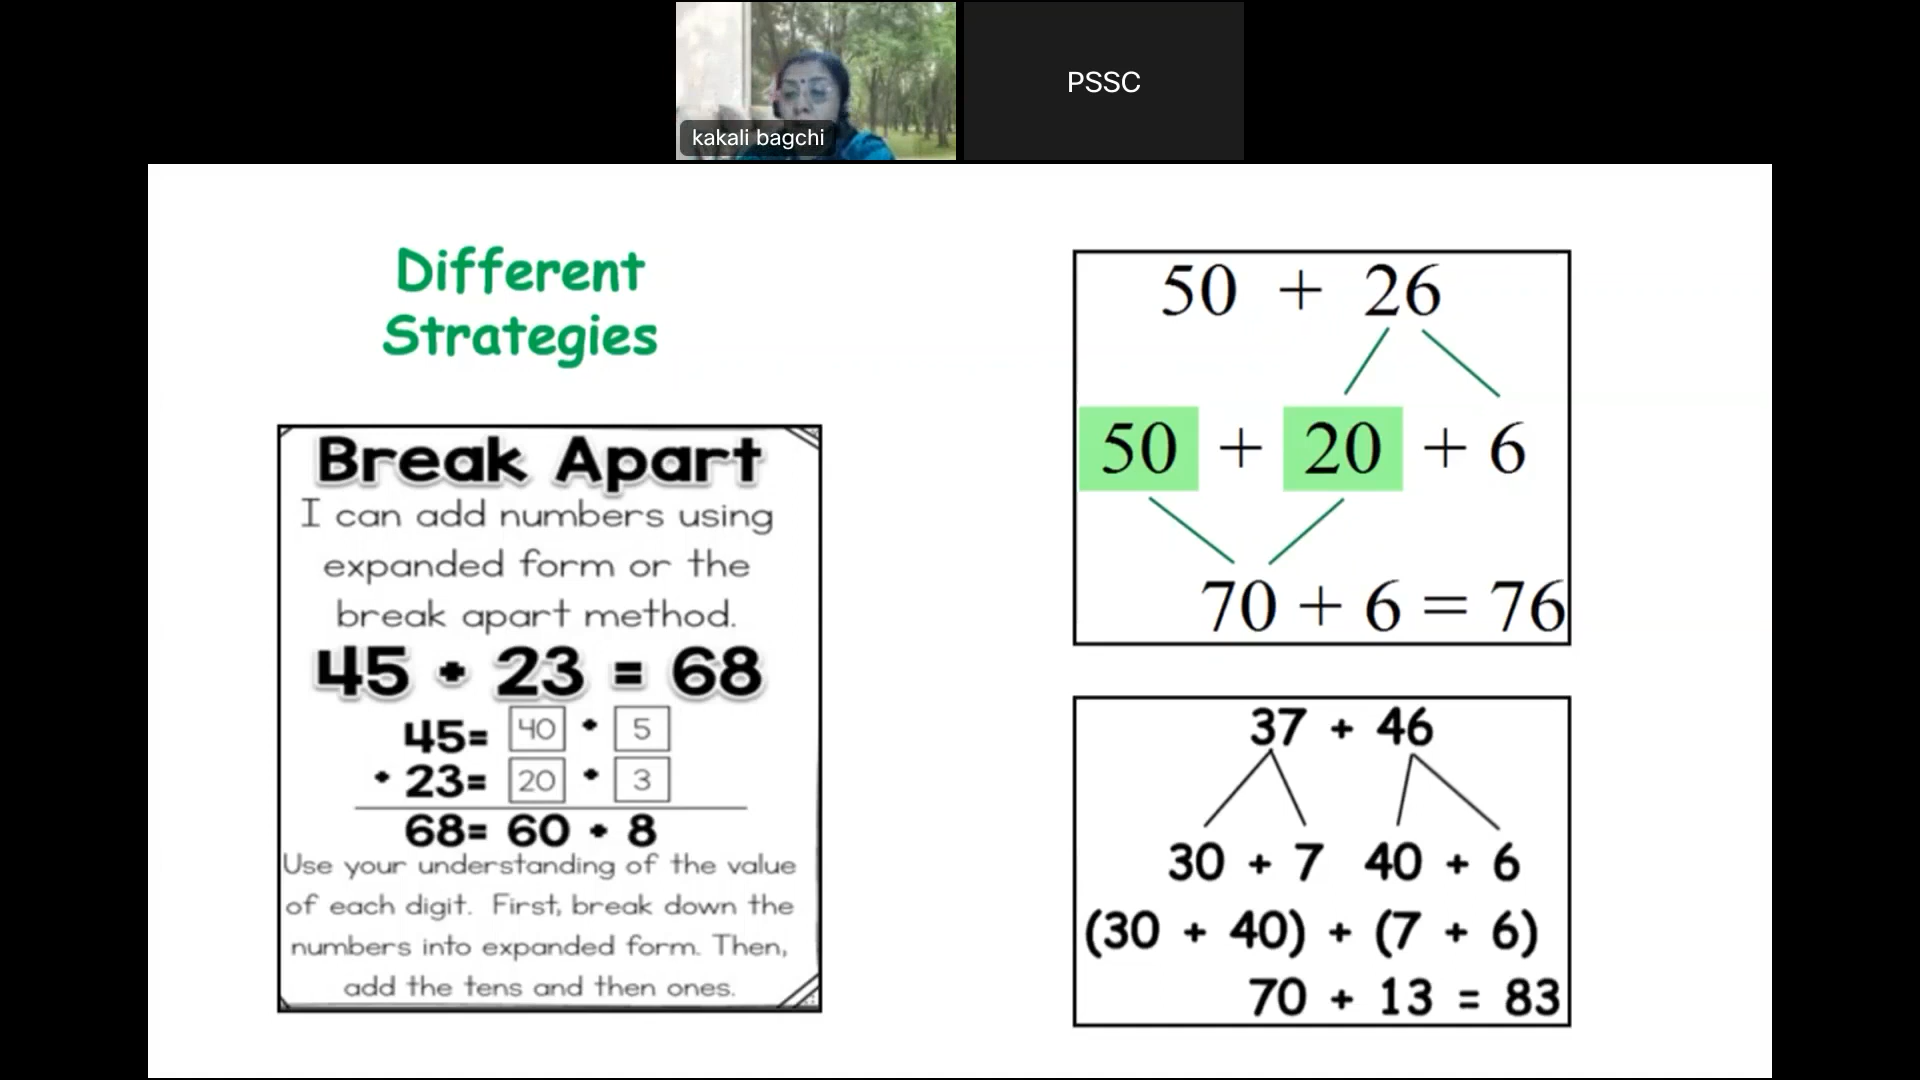 kakali bagchi
PSSC
Different
Strategies
Break Apart
I can add numbers using
expanded form or the
break apart method.
45 + 23 = 68
45= 40 + 5
+ 23= 20 + 3
68= 60 + 8
Use your understanding of the value
of each digit. First, break down the
numbers into expanded form. Then,
add the tens and then ones.
50 + 26
50 + 20 + 6
70 + 6 = 76
37 + 46
30 + 7 40 + 6
(30 + 40) + (7 + 6)
70 + 13 = 83